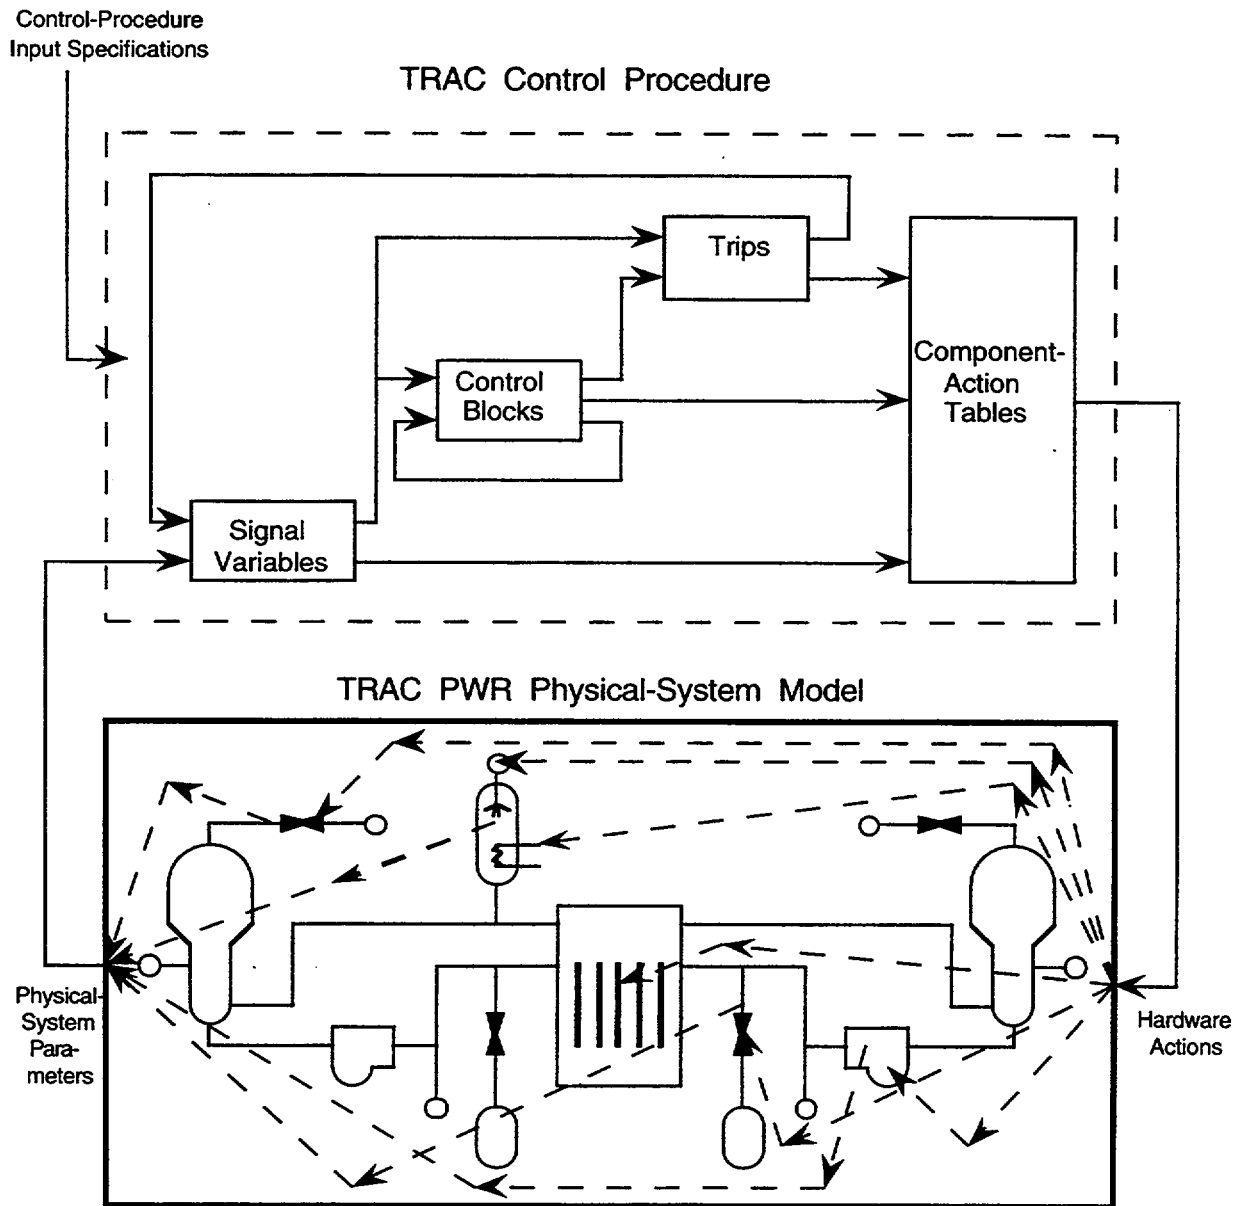 Control-Procedure
Input Specifications
TRAC Control Procedure
Trips
Component-
Action
Tables
Control
Blocks
Signal
Variables
TRAC PWR Physical-System Model
Physical-
System
Para-
meters
Hardware
Actions